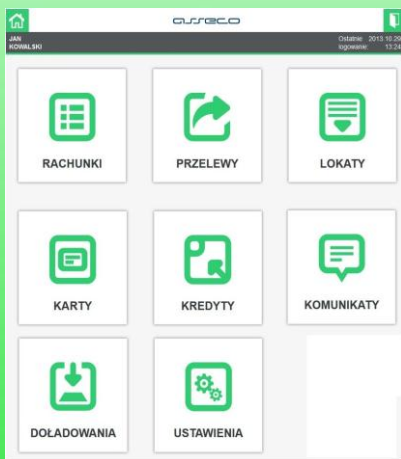 asseco
JAN
KOWALSKI
Ostatnie 2013.10.29
logowanie: 13:24
RACHUNKI
PRZELEWY
LOKATY
KARTY
KREDYTY
KOMUNIKATY
DOŁADOWANIA
USTAWIENIA